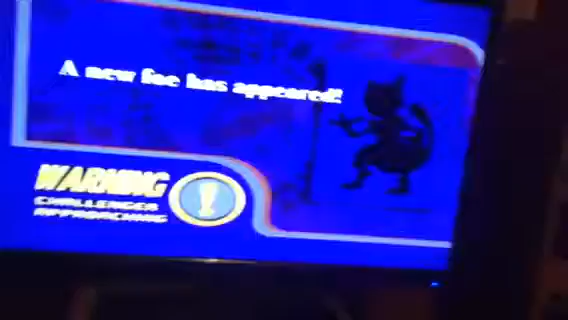 A new foe has appeared!
WARNING
CHALLENGER
APPROACHING